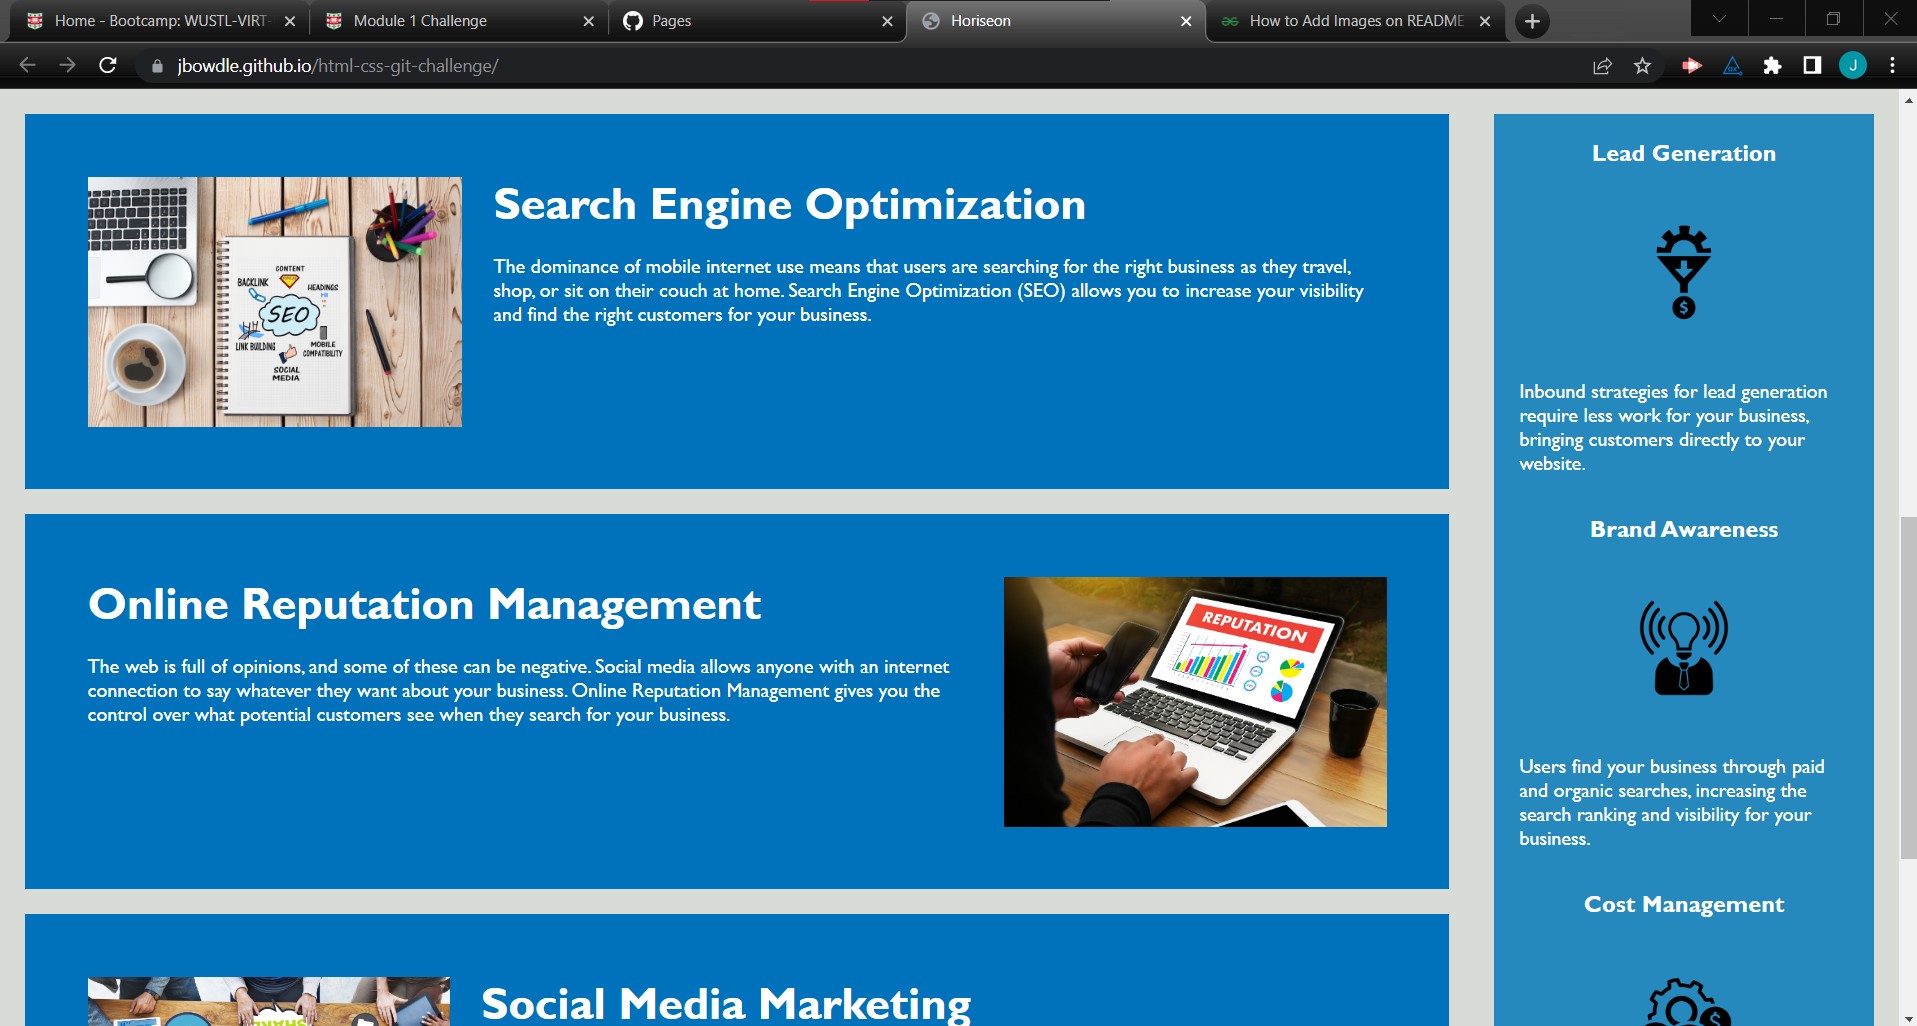 Home - Bootcamp: WUSTL-VIRT-
Module 1 Challenge
Pages
Horiseon
How to Add Images on README
jbowdle.github.io/html-css-git-challenge/
J
Search Engine Optimization
The dominance of mobile internet use means that users are searching for the right business as they travel,
shop, or sit on their couch at home. Search Engine Optimization (SEO) allows you to increase your visibility
and find the right customers for your business.
CONTENT
BACKLINK
HEADINGS
SEO
LINK BUILDING
MOBILE
COMPATIBILITY
SOCIAL
MEDIA
Online Reputation Management
The web is full of opinions, and some of these can be negative. Social media allows anyone with an internet
connection to say whatever they want about your business. Online Reputation Management gives you the
control over what potential customers see when they search for your business.
REPUTATION
Social Media Marketing
SHARE
Lead Generation
$
Inbound strategies for lead generation
require less work for your business,
bringing customers directly to your
website.
Brand Awareness
Users find your business through paid
and organic searches, increasing the
search ranking and visibility for your
business.
Cost Management
$